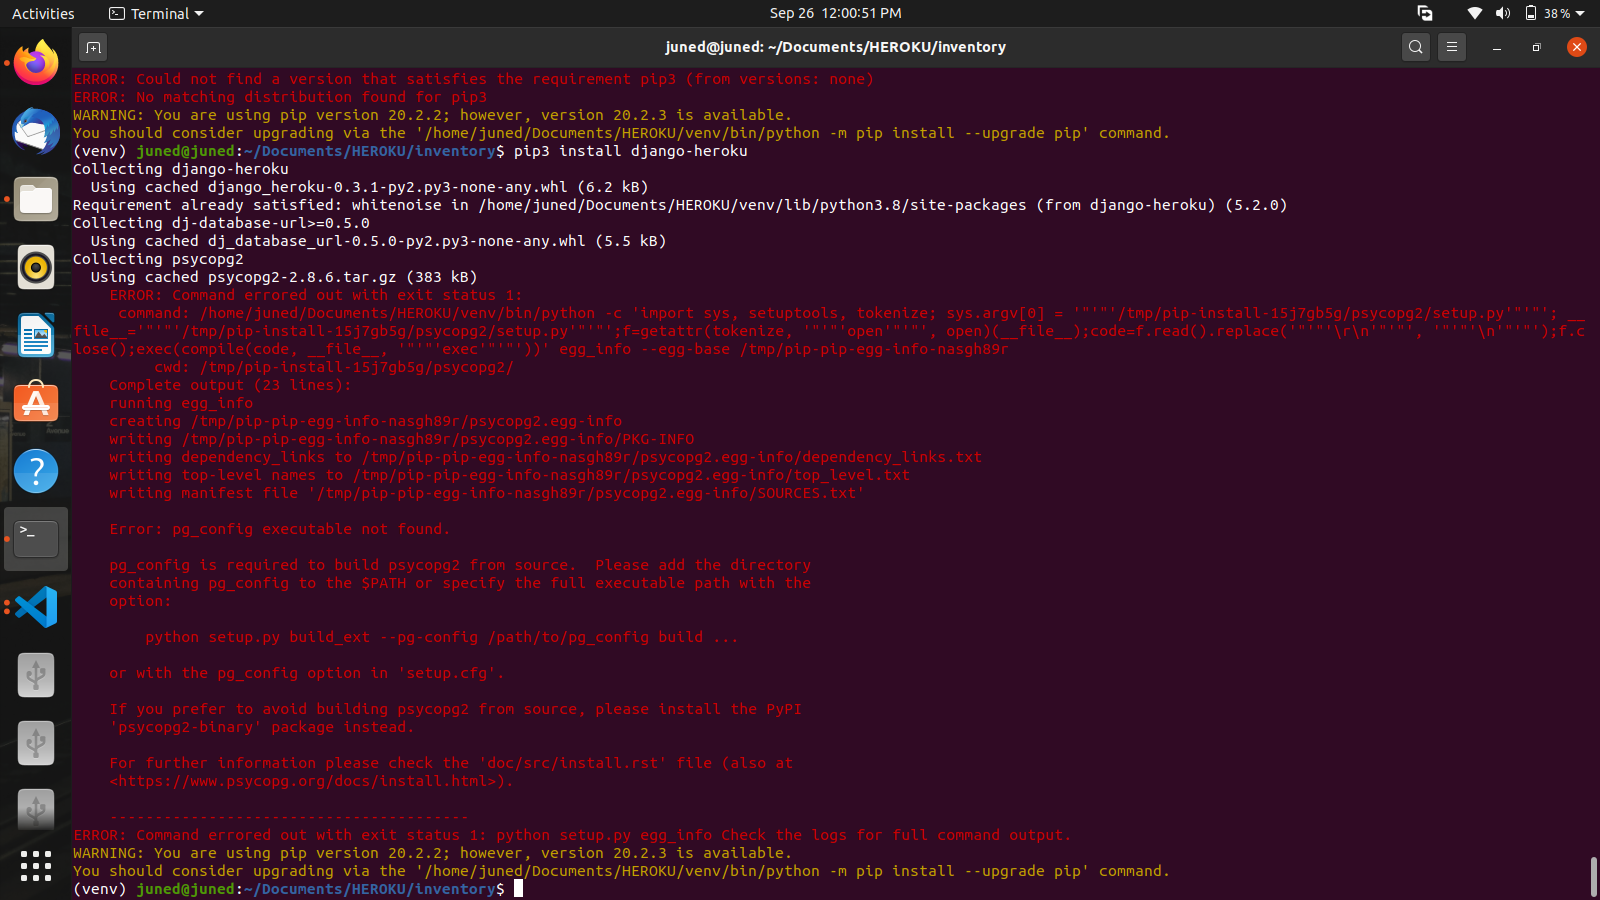 Activities
Terminal
Sep 26 12:00:51 PM
38 %
juned@juned: ~/Documents/HEROKU/inventory
ERROR: Could not find a version that satisfies the requirement pip3 (from versions: none)
ERROR: No matching distribution found for pip3
WARNING: You are using pip version 20.2.2; however, version 20.2.3 is available.
You should consider upgrading via the '/home/juned/Documents/HEROKU/venv/bin/python -m pip install --upgrade pip' command.
(venv) juned@juned:~/Documents/HEROKU/inventory$ pip3 install django-heroku
Collecting django-heroku
  Using cached django_heroku-0.3.1-py2.py3-none-any.whl (6.2 kB)
Requirement already satisfied: whitenoise in /home/juned/Documents/HEROKU/venv/lib/python3.8/site-packages (from django-heroku) (5.2.0)
Collecting dj-database-url>=0.5.0
  Using cached dj_database_url-0.5.0-py2.py3-none-any.whl (5.5 kB)
Collecting psycopg2
  Using cached psycopg2-2.8.6.tar.gz (383 kB)
    ERROR: Command errored out with exit status 1:
     command: /home/juned/Documents/HEROKU/venv/bin/python -c 'import sys, setuptools, tokenize; sys.argv[0] = '"'"'/tmp/pip-install-15j7gb5g/psycopg2/setup.py'"'"'; __
file__='"'"'/tmp/pip-install-15j7gb5g/psycopg2/setup.py'"'"';f=getattr(tokenize, '"'"'open'"'"', open)(__file__);code=f.read().replace('"'"'\r\n'"'"', '"'"'\n'"'"');f.c
lose();exec(compile(code, __file__, '"'"'exec'"'"'))' egg_info --egg-base /tmp/pip-pip-egg-info-nasgh89r
         cwd: /tmp/pip-install-15j7gb5g/psycopg2/
    Complete output (23 lines):
    running egg_info
    creating /tmp/pip-pip-egg-info-nasgh89r/psycopg2.egg-info
    writing /tmp/pip-pip-egg-info-nasgh89r/psycopg2.egg-info/PKG-INFO
    writing dependency_links to /tmp/pip-pip-egg-info-nasgh89r/psycopg2.egg-info/dependency_links.txt
    writing top-level names to /tmp/pip-pip-egg-info-nasgh89r/psycopg2.egg-info/top_level.txt
    writing manifest file '/tmp/pip-pip-egg-info-nasgh89r/psycopg2.egg-info/SOURCES.txt'
    Error: pg_config executable not found.
    pg_config is required to build psycopg2 from source.  Please add the directory
    containing pg_config to the $PATH or specify the full executable path with the
    option:
        python setup.py build_ext --pg-config /path/to/pg_config build ...
    or with the pg_config option in 'setup.cfg'.
    If you prefer to avoid building psycopg2 from source, please install the PyPI
    'psycopg2-binary' package instead.
    For further information please check the 'doc/src/install.rst' file (also at
    <https://www.psycopg.org/docs/install.html>).
    ----------------------------------------
ERROR: Command errored out with exit status 1: python setup.py egg_info Check the logs for full command output.
WARNING: You are using pip version 20.2.2; however, version 20.2.3 is available.
You should consider upgrading via the '/home/juned/Documents/HEROKU/venv/bin/python -m pip install --upgrade pip' command.
(venv) juned@juned:~/Documents/HEROKU/inventory$